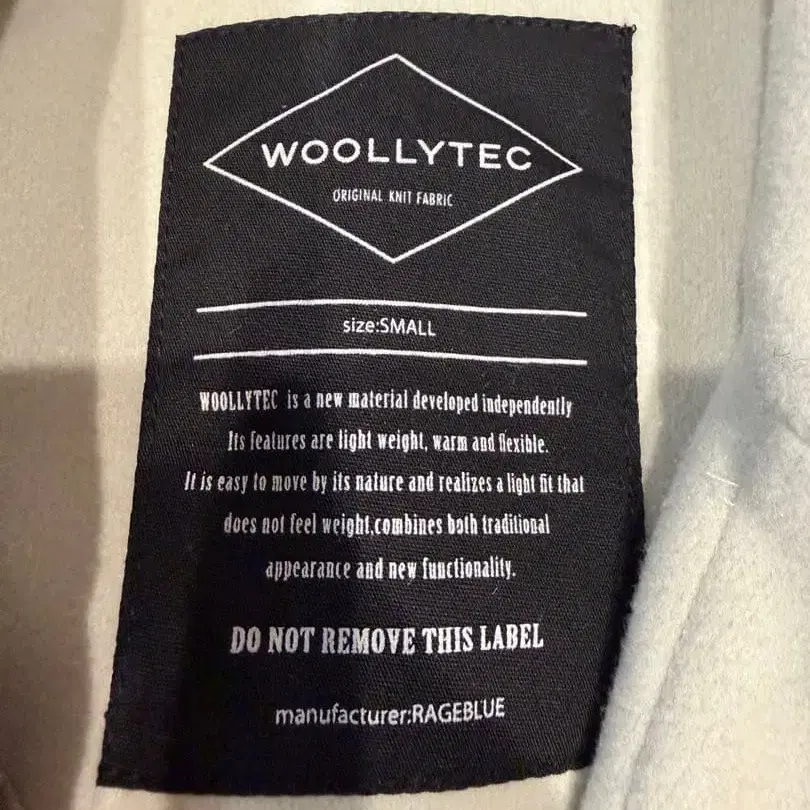 WOOLLYTEC
ORIGINAL KNIT FABRIC
size:SMALL
WOOLLYTEC is a new material developed independently
Its features are light weight, warm and flexible.
It is easy to move by its nature and realizes a light fit that
does not feel weight,combines both traditional
appearance and new functionality.
DO NOT REMOVE THIS LABEL
manufacturer:RAGEBLUE